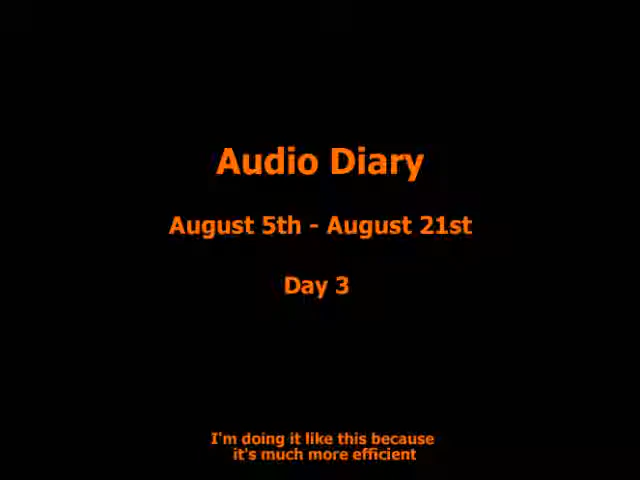 Audio Diary
August 5th - August 21st
Day 3
I'm doing it like this because
it's much more efficient